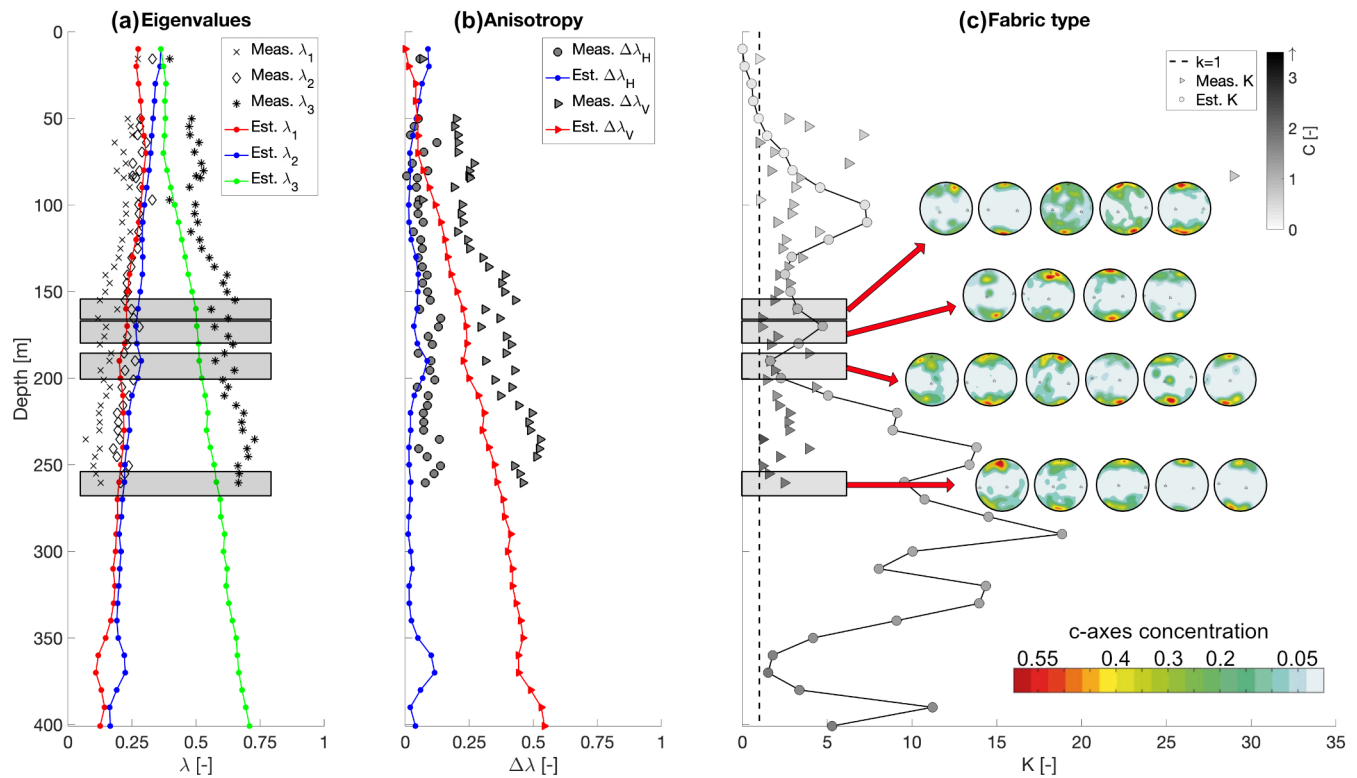 (a) Eigenvalues
(b) Anisotropy
(c) Fabric type
Depth [m]
0
50
100
150
200
250
300
350
400
Meas. λ1
Meas. λ2
Meas. λ3
Est. λ1
Est. λ2
Est. λ3
0 0.25 0.5 0.75 1
λ [-]
Meas. ΔλH
Est. ΔλH
Meas. ΔλV
Est. ΔλV
0 0.25 0.5 0.75 1
Δλ [-]
k=1
Meas. K
Est. K
↑
3
2
1
0
C [-]
c-axes concentration
0.55 0.4 0.3 0.2 0.05
0 5 10 15 20 25 30 35
K [-]